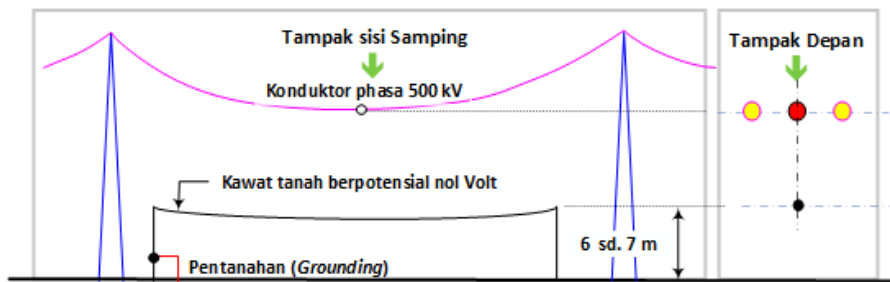 Tampak sisi Samping
Konduktor phasa 500 kV
Kawat tanah berpotensial nol Volt
6 sd. 7 m
Pentanahan (Grounding)
Tampak Depan